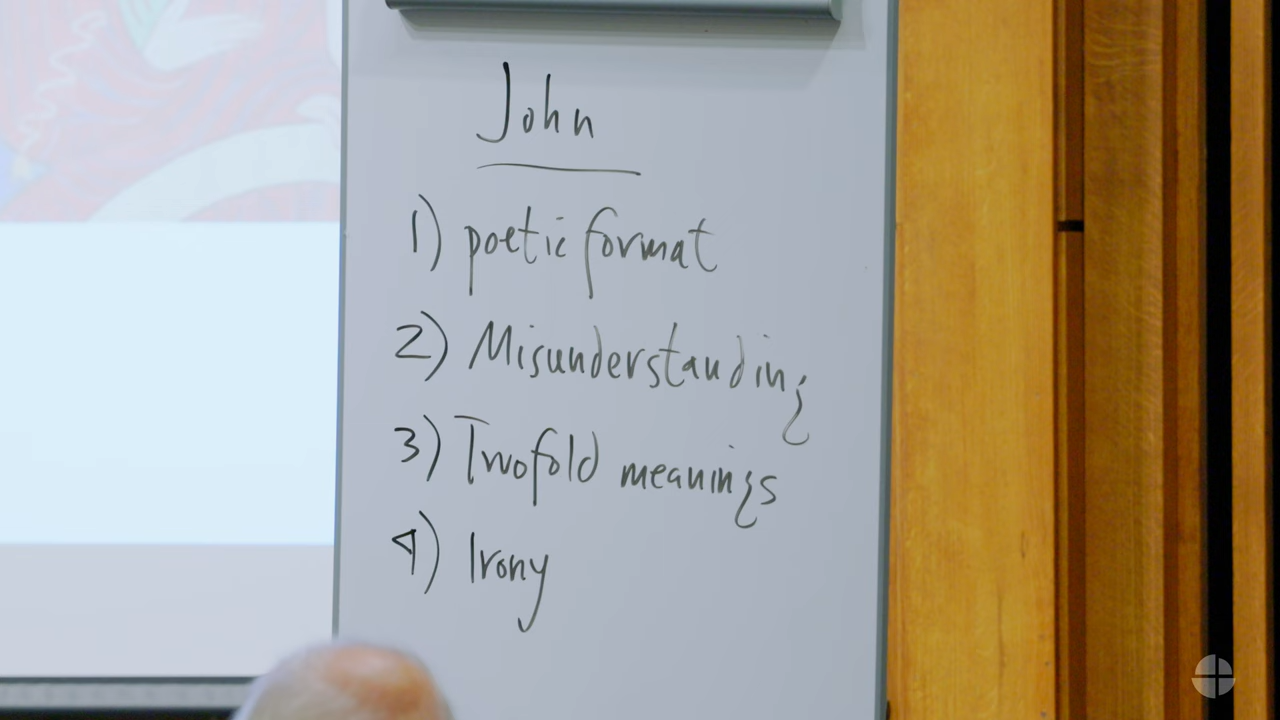 John
1) poetic format
2) Misunderstanding
3) Twofold meanings
4) Irony